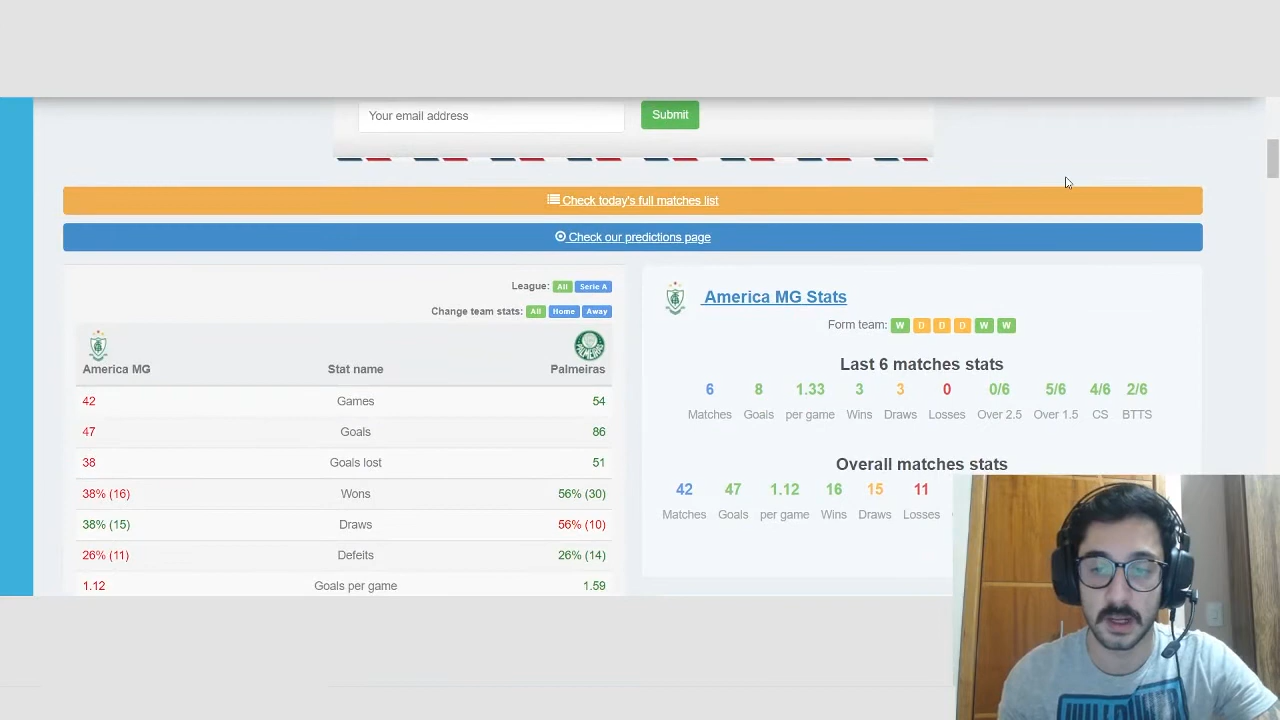 Your email address
Submit
Check today's full matches list
Check our predictions page
League: All Serie A
Change team stats: All Home Away
America MG Stat name Palmeiras
42 Games 54
47 Goals 86
38 Goals lost 51
38% (16) Wons 56% (30)
38% (15) Draws 56% (10)
26% (11) Defeits 26% (14)
1.12 Goals per game 1.59
America MG Stats
Form team: W D D D W W
Last 6 matches stats
6 8 1.33 3 3 0 0/6 5/6 4/6 2/6
Matches Goals per game Wins Draws Losses Over 2.5 Over 1.5 CS BTTS
Overall matches stats
42 47 1.12 16 15 11
Matches Goals per game Wins Draws Losses
PALMEIRAS